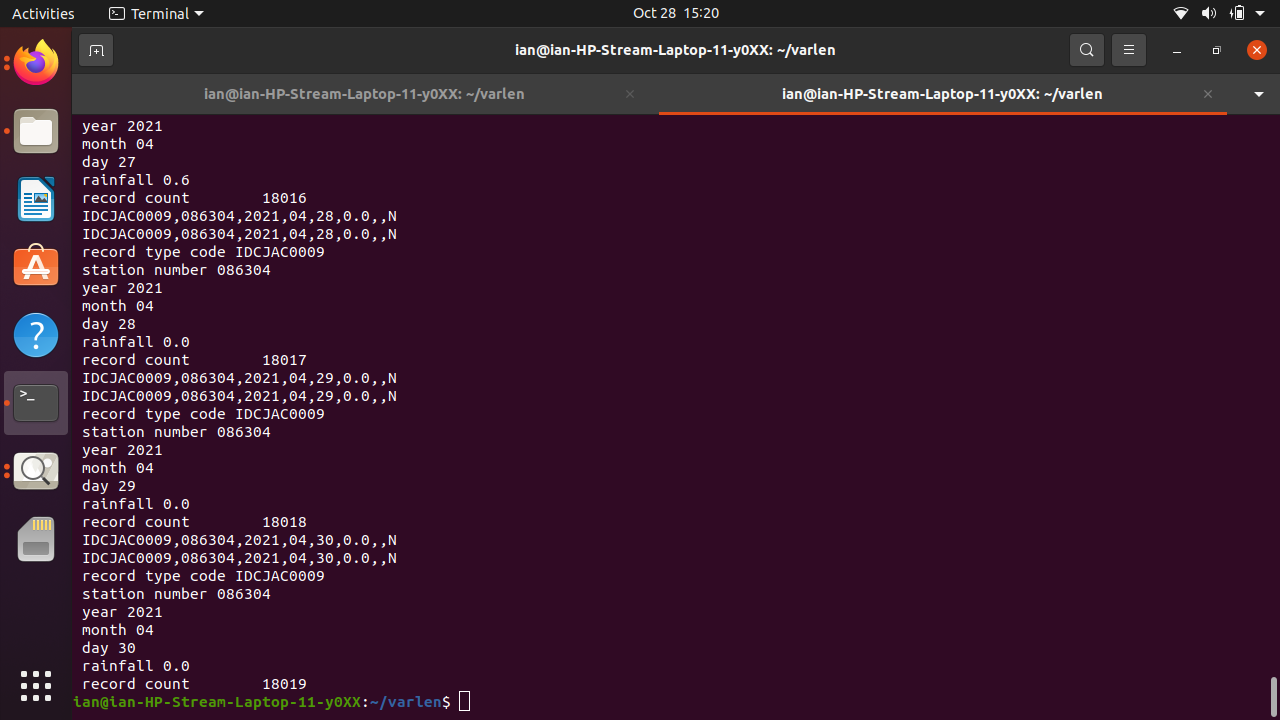 Activities Terminal Oct 28 15:20
ian@ian-HP-Stream-Laptop-11-y0XX: ~/varlen
ian@ian-HP-Stream-Laptop-11-y0XX: ~/varlen ian@ian-HP-Stream-Laptop-11-y0XX: ~/varlen
year 2021
month 04
day 27
rainfall 0.6
record count        18016
IDCJAC0009,086304,2021,04,28,0.0,,N
IDCJAC0009,086304,2021,04,28,0.0,,N
record type code IDCJAC0009
station number 086304
year 2021
month 04
day 28
rainfall 0.0
record count        18017
IDCJAC0009,086304,2021,04,29,0.0,,N
IDCJAC0009,086304,2021,04,29,0.0,,N
record type code IDCJAC0009
station number 086304
year 2021
month 04
day 29
rainfall 0.0
record count        18018
IDCJAC0009,086304,2021,04,30,0.0,,N
IDCJAC0009,086304,2021,04,30,0.0,,N
record type code IDCJAC0009
station number 086304
year 2021
month 04
day 30
rainfall 0.0
record count        18019
ian@ian-HP-Stream-Laptop-11-y0XX:~/varlen$